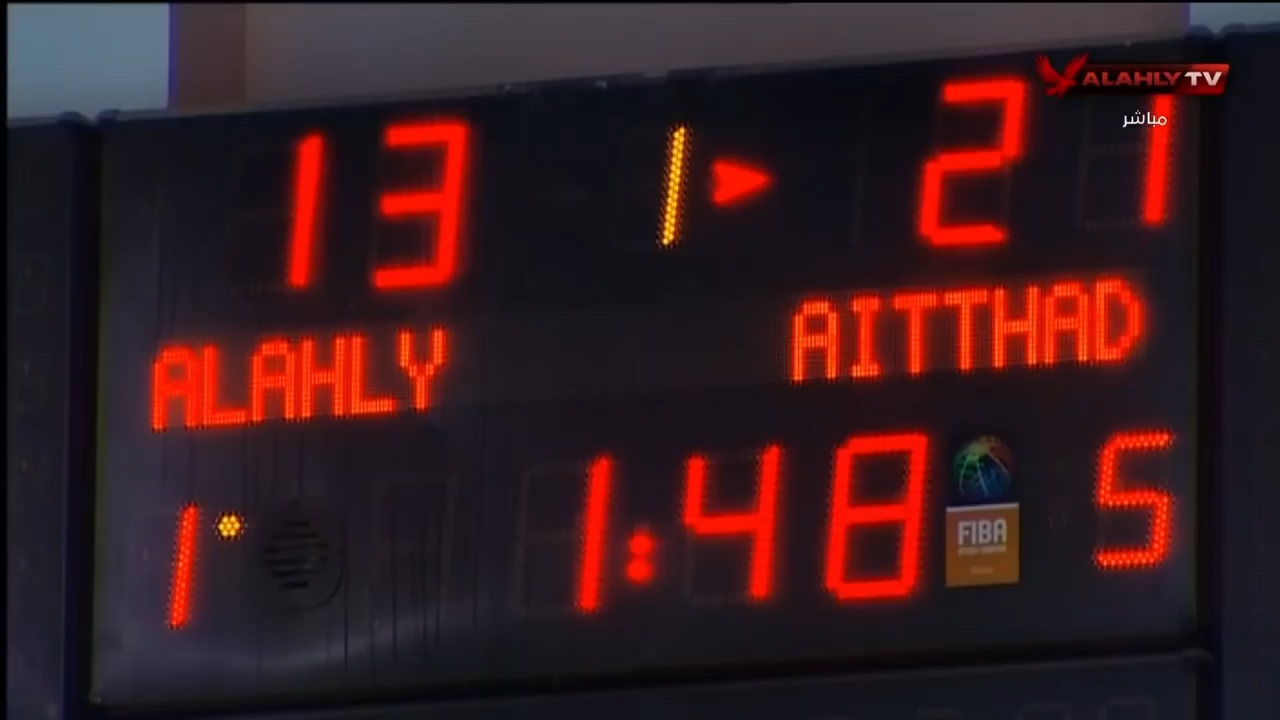 ALAHLY TV
مباشر
13 1 21
ALAHLY AITTHAD
1 1:48 5
FIBA